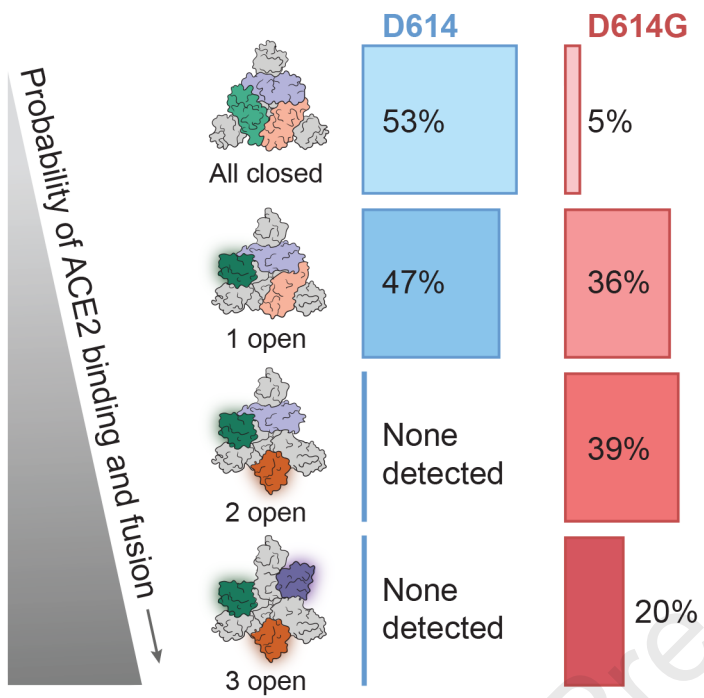 D614
D614G
Probability of ACE2 binding and fusion
All closed
53%
5%
1 open
47%
36%
2 open
None
detected
39%
3 open
None
detected
20%
Pre